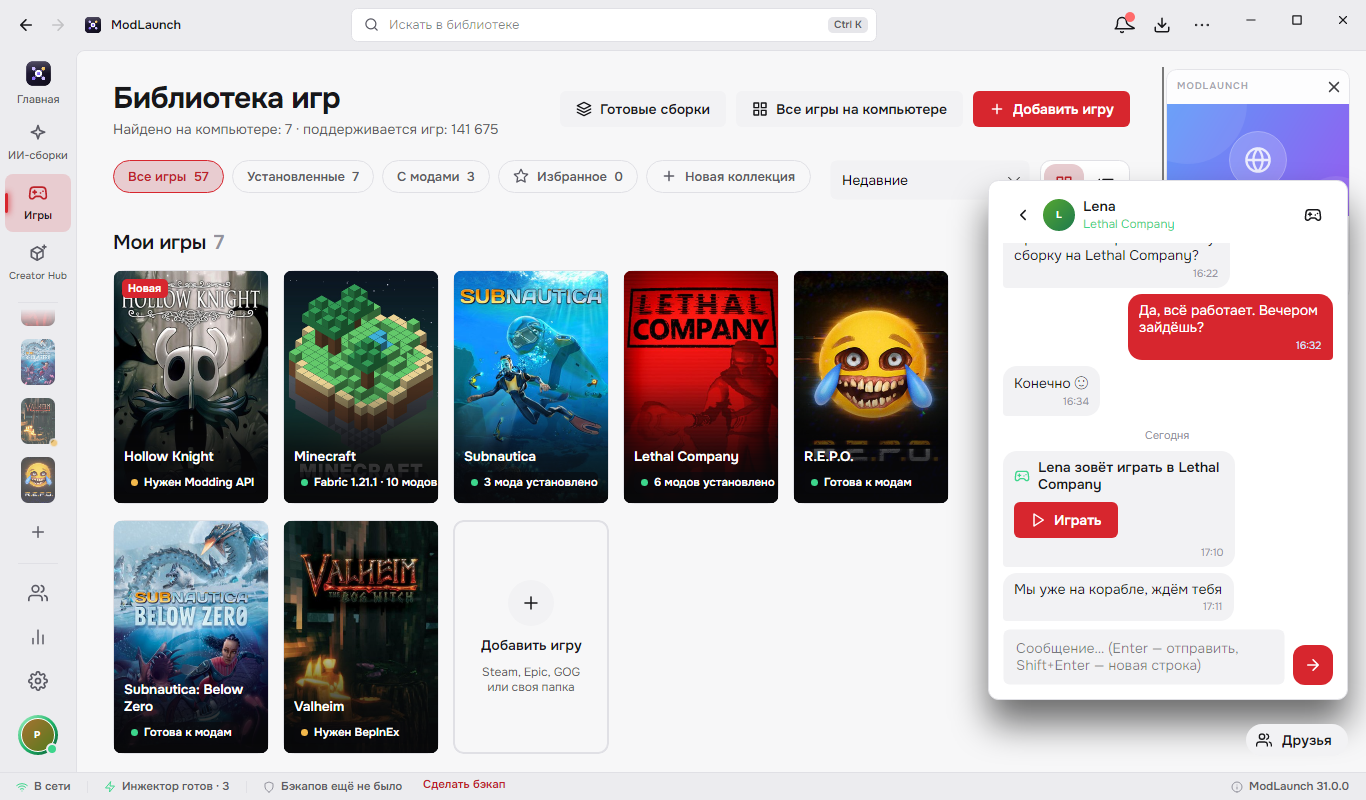 ModLaunch
Искать в библиотеке
Ctrl K
Главная
ИИ-сборки
Игры
Creator Hub
Библиотека игр
Найдено на компьютере: 7 · поддерживается игр: 141 675
Готовые сборки
Все игры на компьютере
Добавить игру
Все игры 57
Установленные 7
С модами 3
Избранное 0
Новая коллекция
Недавние
MODLAUNCH
Мои игры 7
Новая
HOLLOW KNIGHT
Hollow Knight
Нужен Modding API
MINECRAFT
Minecraft
Fabric 1.21.1 · 10 модов
SUBNAUTICA
Subnautica
3 мода установлено
LETHAL
COMPANY
Lethal Company
6 модов установлено
R.E.P.O.
R.E.P.O.
Готова к модам
SUBNAUTICA
BELOW ZERO
Subnautica: Below
Zero
Готова к модам
VALHEIM
THE BOG WITCH
Valheim
Нужен BepInEx
Добавить игру
Steam, Epic, GOG
или своя папка
L
Lena
Lethal Company
сборку на Lethal Company?
16:22
Да, всё работает. Вечером
зайдёшь?
16:32
Конечно 🙂
16:34
Сегодня
Lena зовёт играть в Lethal
Company
Играть
17:10
Мы уже на корабле, ждём тебя
17:11
Сообщение... (Enter — отправить,
Shift+Enter — новая строка)
Друзья
R.E.P.O.
P
В сети
Инжектор готов · 3
Бэкапов ещё не было
Сделать бэкап
ModLaunch 31.0.0